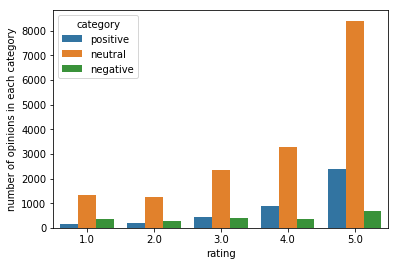 category
positive
neutral
negative
number of opinions in each category
8000
7000
6000
5000
4000
3000
2000
1000
0
1.0 2.0 3.0 4.0 5.0
rating